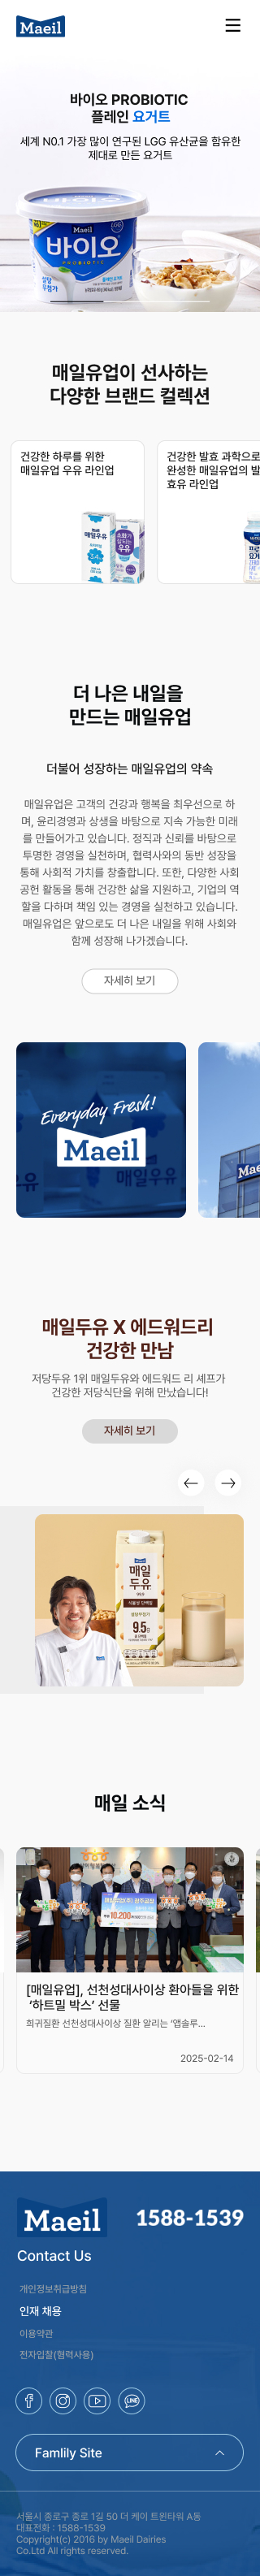 Maeil
바이오 PROBIOTIC
플레인 요거트
세계 NO.1 가장 많이 연구된 LGG 유산균을 함유한
제대로 만든 요거트
Maeil
LGG
바이오
매일유업이 선사하는
다양한 브랜드 컬렉션
건강한 하루를 위한
매일유업 우유 라인업
건강한 발효 과학으로
완성한 매일유업의 발
효유 라인업
매일우유
소화가 잘되는 우유
더 나은 내일을
만드는 매일유업
더불어 성장하는 매일유업의 약속
매일유업은 고객의 건강과 행복을 최우선으로 하
며, 윤리경영과 상생을 바탕으로 지속 가능한 미래
를 만들어가고 있습니다. 정직과 신뢰를 바탕으로
투명한 경영을 실천하며, 협력사와의 동반 성장을
통해 사회적 가치를 창출합니다. 또한, 다양한 사회
공헌 활동을 통해 건강한 삶을 지원하고, 기업의 역
할을 다하며 책임 있는 경영을 실천하고 있습니다.
매일유업은 앞으로도 더 나은 내일을 위해 사회와
함께 성장해 나가겠습니다.
자세히 보기
Everyday Fresh!
Maeil
매일우유
Mae
매일두유 X 에드워드리
건강한 만남
저당두유 1위 매일두유와 에드워드 리 셰프가
건강한 저당식단을 위해 만났습니다!
자세히 보기
매일
두유
9.5g
매일 소식
10,200
[매일유업], 선천성대사이상 환아들을 위한
‘하트밀 박스’ 선물
희귀질환 선천성대사이상 질환 알리는 “앱솔루...
2025-02-14
Maeil
1588-1539
Contact Us
개인정보취급방침
인재 채용
이용약관
전자입찰(협력사용)
LINE
Famlily Site
서울시 종로구 종로 1길 50 더 케이 트윈타워 A동
대표전화 : 1588-1539
Copyright(c) 2016 by Maeil Dairies
Co.Ltd All rights reserved.